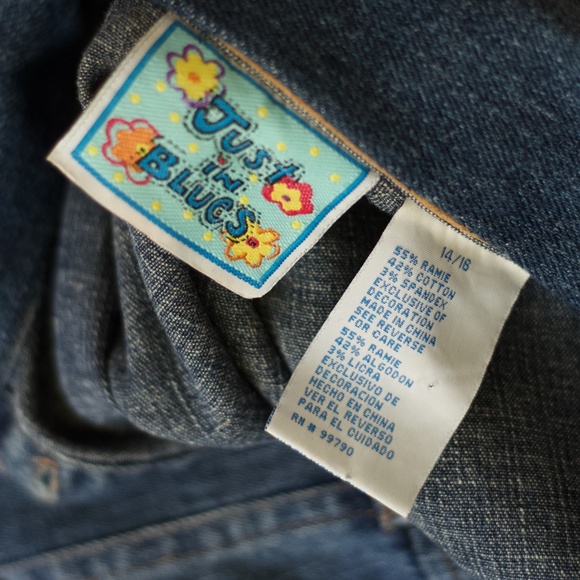 Just
in
Blues
14/16
55% RAMIE
42% COTTON
3% SPANDEX
EXCLUSIVE OF
DECORATION
MADE IN CHINA
SEE REVERSE
FOR CARE
55% RAMIE
42% ALGODON
3% LICRA
EXCLUSIVO DE
DECORACION
HECHO EN CHINA
VER EL REVERSO
PARA EL CUIDADO
RN # 99790